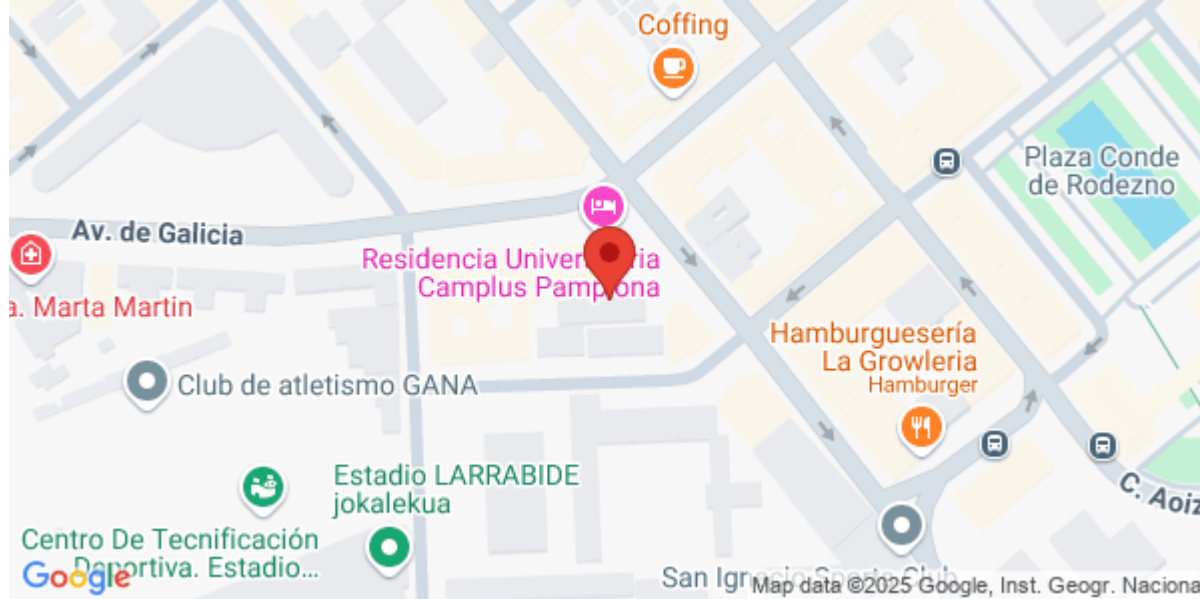 Coffing
Plaza Conde
de Rodezno
Av. de Galicia
Residencia Universitaria
Camplus Pamplona
a. Marta Martin
Hamburguesería
La Growleria
Hamburger
Club de atletismo GANA
Estadio LARRABIDE
jokalekua
C. Aoiz
Centro De Tecnificación
Deportiva. Estadio...
Google
San Ignacio Sports Club
Map data ©2025 Google, Inst. Geogr. Naciona